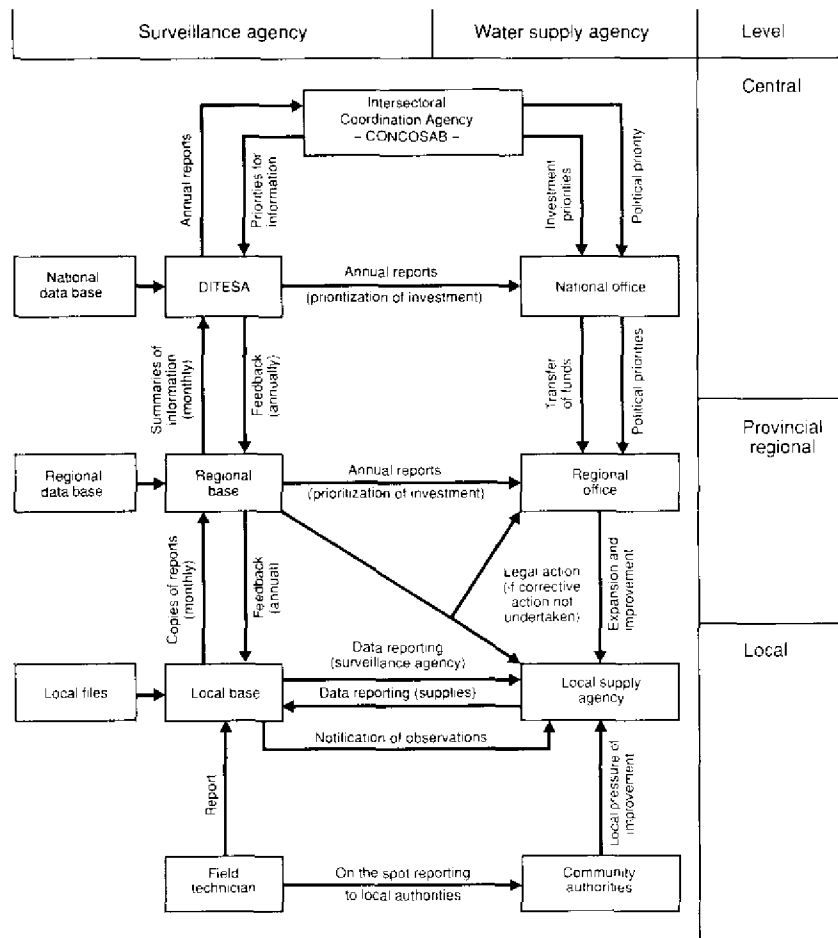 Surveillance agency
Water supply agency
Level
Central
Intersectoral
Coordination Agency
– CONCOSAB –
Annual reports
Priorities for
information
Investment
priorities
Political priority
National
data base
DITESA
Annual reports
(prioritization of investment)
National office
Summaries of
information
(monthly)
Feedback
(annually)
Transfer
of funds
Political priorities
Provincial
regional
Regional
data base
Regional
base
Annual reports
(prioritization of investment)
Regional
office
Copies of reports
(monthly)
Feedback
(annual)
Legal action
(if corrective
action not
undertaken)
Expansion and
improvement
Local
Data reporting
(surveillance agency)
Local files
Local base
Data reporting (supplies)
Local supply
agency
Notification of observations
Report
Local pressure of
improvement
Field
technician
On the spot reporting
to local authorities
Community
authorities